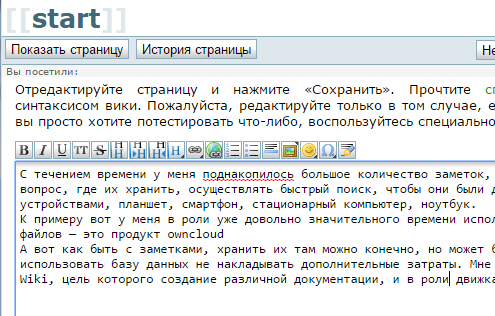 [[start]]
Показать страницу История страницы
Вы посетили:
Отредактируйте страницу и нажмите «Сохранить». Прочтите
синтаксисом вики. Пожалуйста, редактируйте только в том случае,
вы просто хотите потестировать что-либо, воспользуйтесь
B I U TT S H H H H
С течением времени у меня поднакопилось большое количество заметок,
вопрос, где их хранить, осуществлять быстрый поиск, чтобы они были
устройствами, планшет, смартфон, стационарный компьютер, ноутбук.
К примеру вот у меня в роли уже довольно значительного времени
файлов — это продукт owncloud
А вот как быть с заметками, хранить их там можно конечно, но может
использовать базу данных не накладывать дополнительные затраты. Мне
Wiki, цель которого создание различной документации, и в роли движка